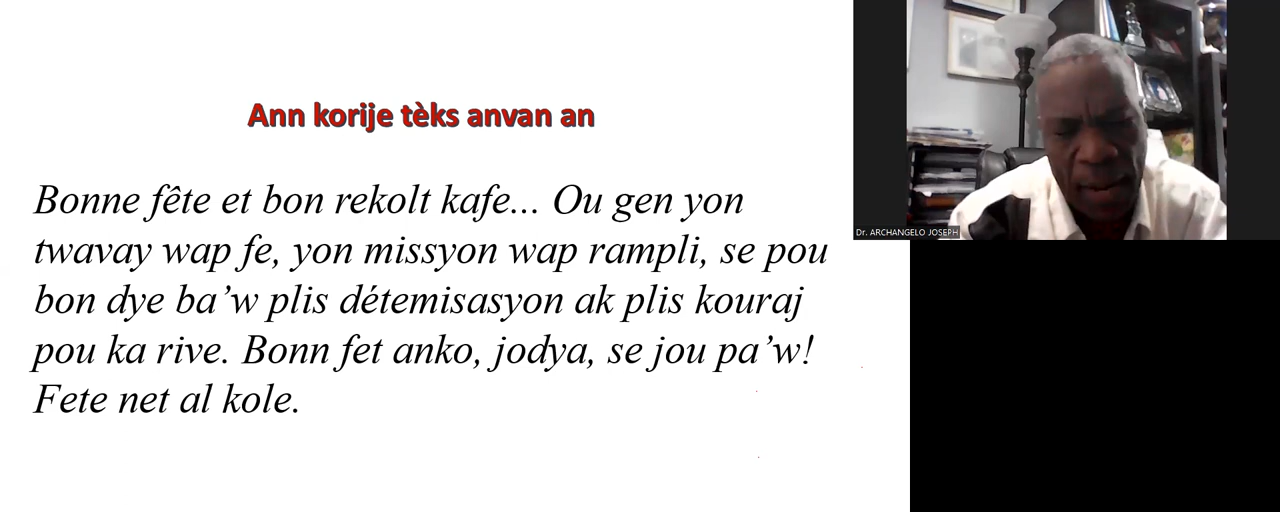 Ann korije tèks anvan an
Bonne fête et bon rekolt kafe... Ou gen yon
twavay wap fe, yon missyon wap rampli, se pou
bon dye ba’w plis détemisasyon ak plis kouraj
pou ka rive. Bonn fet anko, jodya, se jou pa’w!
Fete net al kole.
Dr. ARCHANGELO JOSEPH